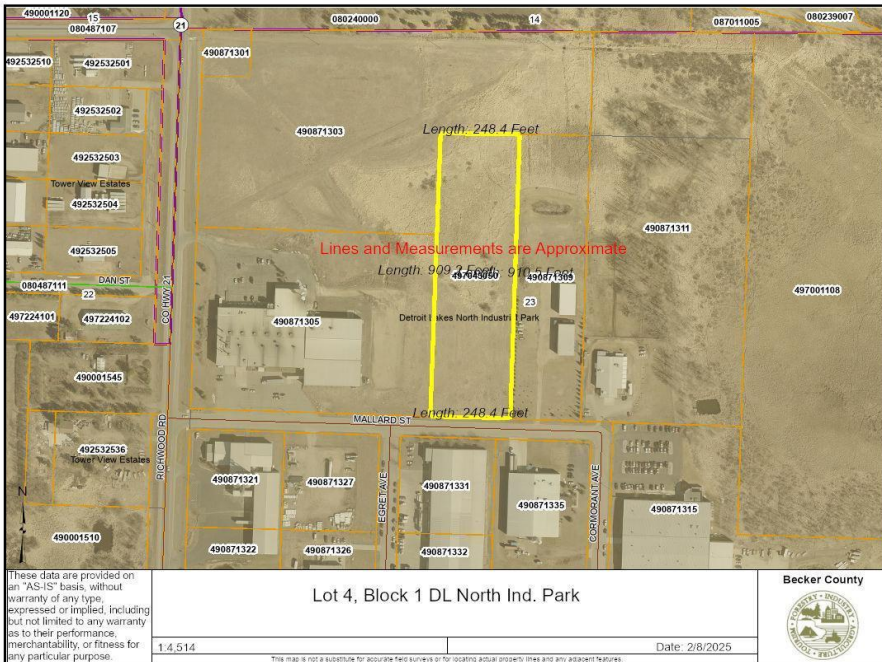 490001120
15
080487107
21
080240000
14
087011005
080239007
492532510
492532501
490871301
492532502
490871303
Length: 248.4 Feet
492532503
Tower View Estates
492532504
490871311
Lines and Measurements are Approximate
492532505
DAN ST
CO HWY 21
080487111
22
23
497001108
497224101
497224102
490871305
Detroit Lakes North Industrial Park
490001545
MALLARD ST
Length: 248.4 Feet
RICHWOOD RD
492532536
Tower View Estates
490871321
490871327
EGRET AVE
490871331
490871335
CORMORANT AVE
490871315
N
490001510
490871322
490871326
490871332
These data are provided on
an "AS-IS" basis, without
warranty of any type,
expressed or implied, including
but not limited to any warranty
as to their performance,
merchantability, or fitness for
any particular purpose.
Lot 4, Block 1 DL North Ind. Park
1:4,514
Date: 2/8/2025
This map is not a substitute for accurate field surveys or for locating actual property lines and any adjacent features.
Becker County
FORESTRY • INDUSTRY
AGRICULTURE • TOURISM